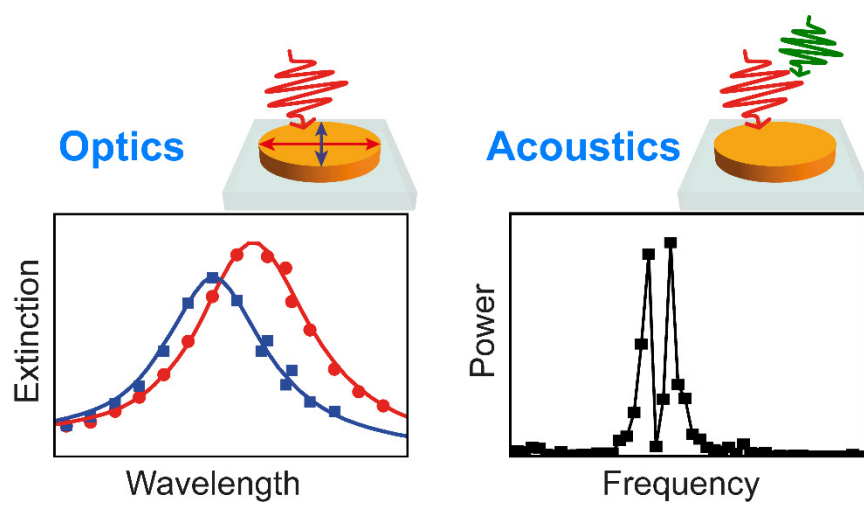 Optics
Acoustics
Extinction
Wavelength
Power
Frequency